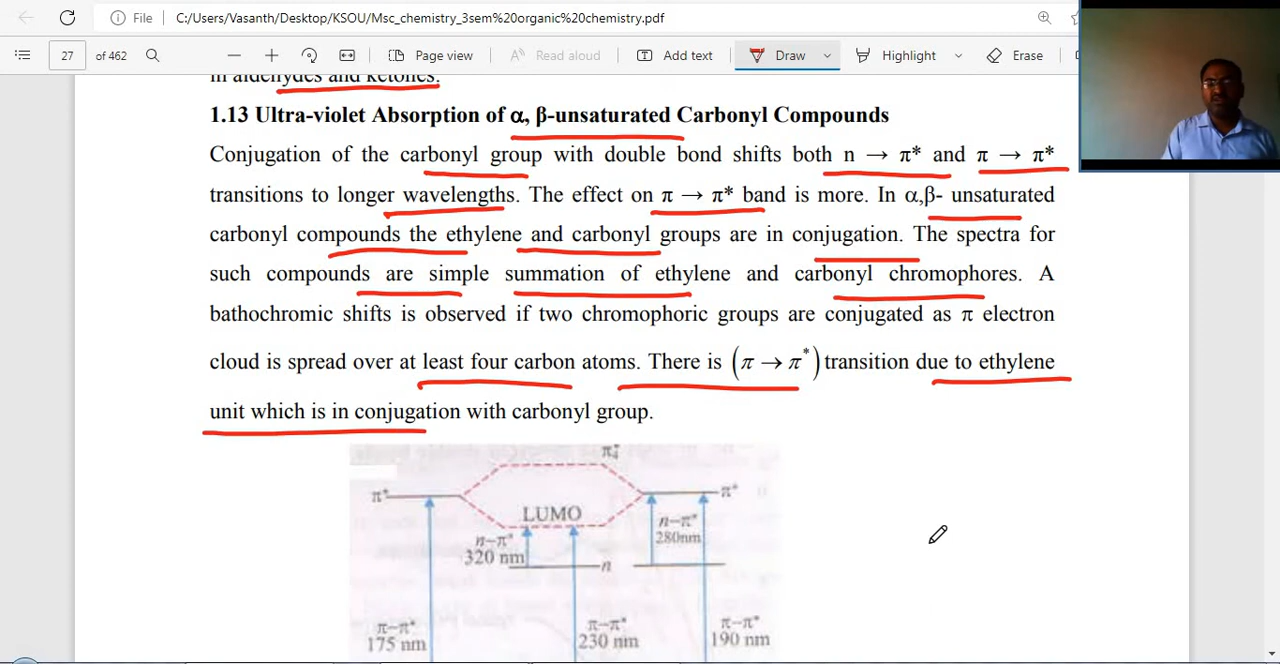 File C:/Users/Vasanth/Desktop/KSOU/Msc_chemistry_3sem%20organic%20chemistry.pdf
27 of 462 Page view Read aloud Add text Draw Highlight Erase
in aldehydes and ketones.
1.13 Ultra-violet Absorption of α, β-unsaturated Carbonyl Compounds
Conjugation of the carbonyl group with double bond shifts both n → π* and π → π*
transitions to longer wavelengths. The effect on π → π* band is more. In α,β- unsaturated
carbonyl compounds the ethylene and carbonyl groups are in conjugation. The spectra for
such compounds are simple summation of ethylene and carbonyl chromophores. A
bathochromic shifts is observed if two chromophoric groups are conjugated as π electron
cloud is spread over at least four carbon atoms. There is (π → π*) transition due to ethylene
unit which is in conjugation with carbonyl group.
π* π*
LUMO
n–π* n–π*
320 nm 280nm
n
π–π* π–π* π–π*
175 nm 230 nm 190 nm